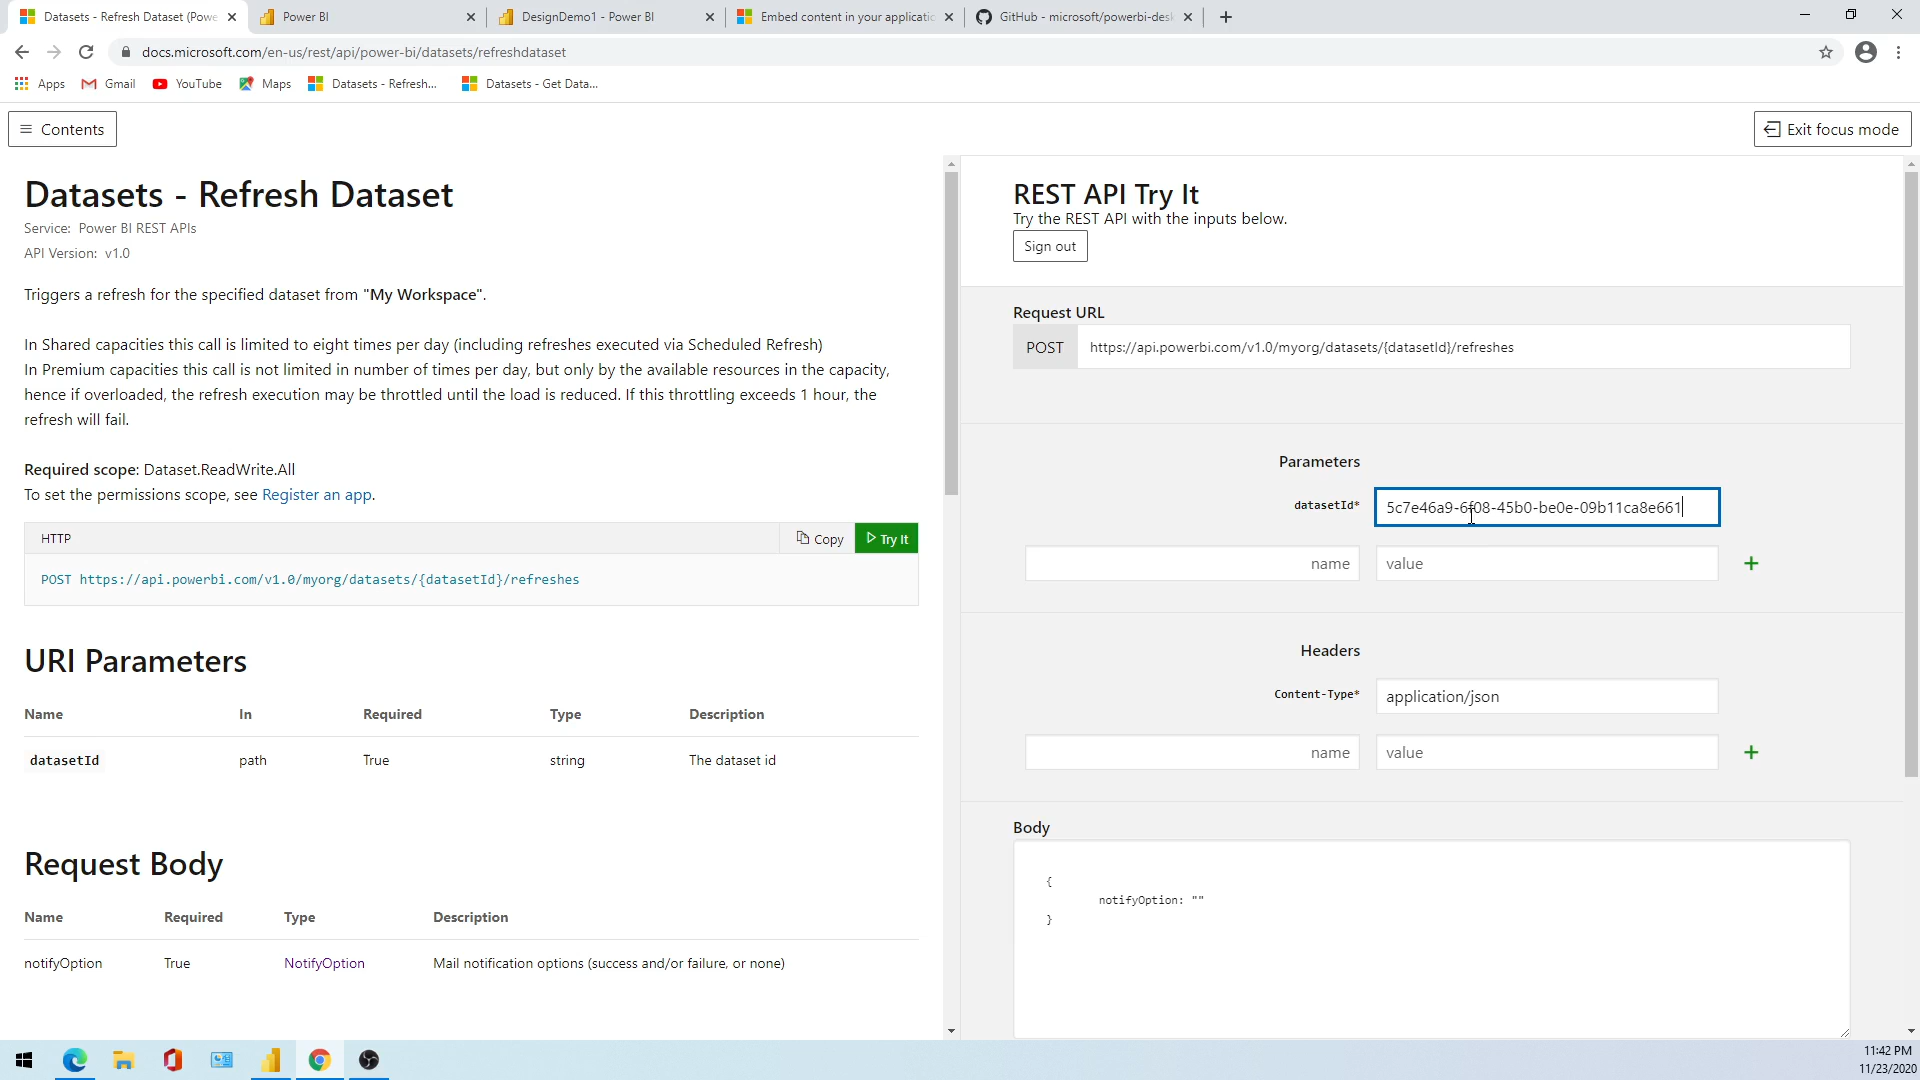 Datasets - Refresh Dataset (Powe
Power BI
DesignDemo1 - Power BI
Embed content in your applicatic
GitHub - microsoft/powerbi-desk
docs.microsoft.com/en-us/rest/api/power-bi/datasets/refreshdataset
Apps
Gmail
YouTube
Maps
Datasets - Refresh...
Datasets - Get Data...
Contents
Exit focus mode
Datasets - Refresh Dataset
Service: Power BI REST APIs
API Version: v1.0
Triggers a refresh for the specified dataset from "My Workspace".
In Shared capacities this call is limited to eight times per day (including refreshes executed via Scheduled Refresh)
In Premium capacities this call is not limited in number of times per day, but only by the available resources in the capacity,
hence if overloaded, the refresh execution may be throttled until the load is reduced. If this throttling exceeds 1 hour, the
refresh will fail.
Required scope: Dataset.ReadWrite.All
To set the permissions scope, see Register an app.
HTTP
Copy
Try It
POST https://api.powerbi.com/v1.0/myorg/datasets/{datasetId}/refreshes
URI Parameters
Name In Required Type Description
datasetId path True string The dataset id
Request Body
Name Required Type Description
notifyOption True NotifyOption Mail notification options (success and/or failure, or none)
REST API Try It
Try the REST API with the inputs below.
Sign out
Request URL
POST https://api.powerbi.com/v1.0/myorg/datasets/{datasetId}/refreshes
Parameters
datasetId* 5c7e46a9-6f08-45b0-be0e-09b11ca8e661
name value +
Headers
Content-Type* application/json
name value +
Body
{
notifyOption: ""
}
11:42 PM
11/23/2020